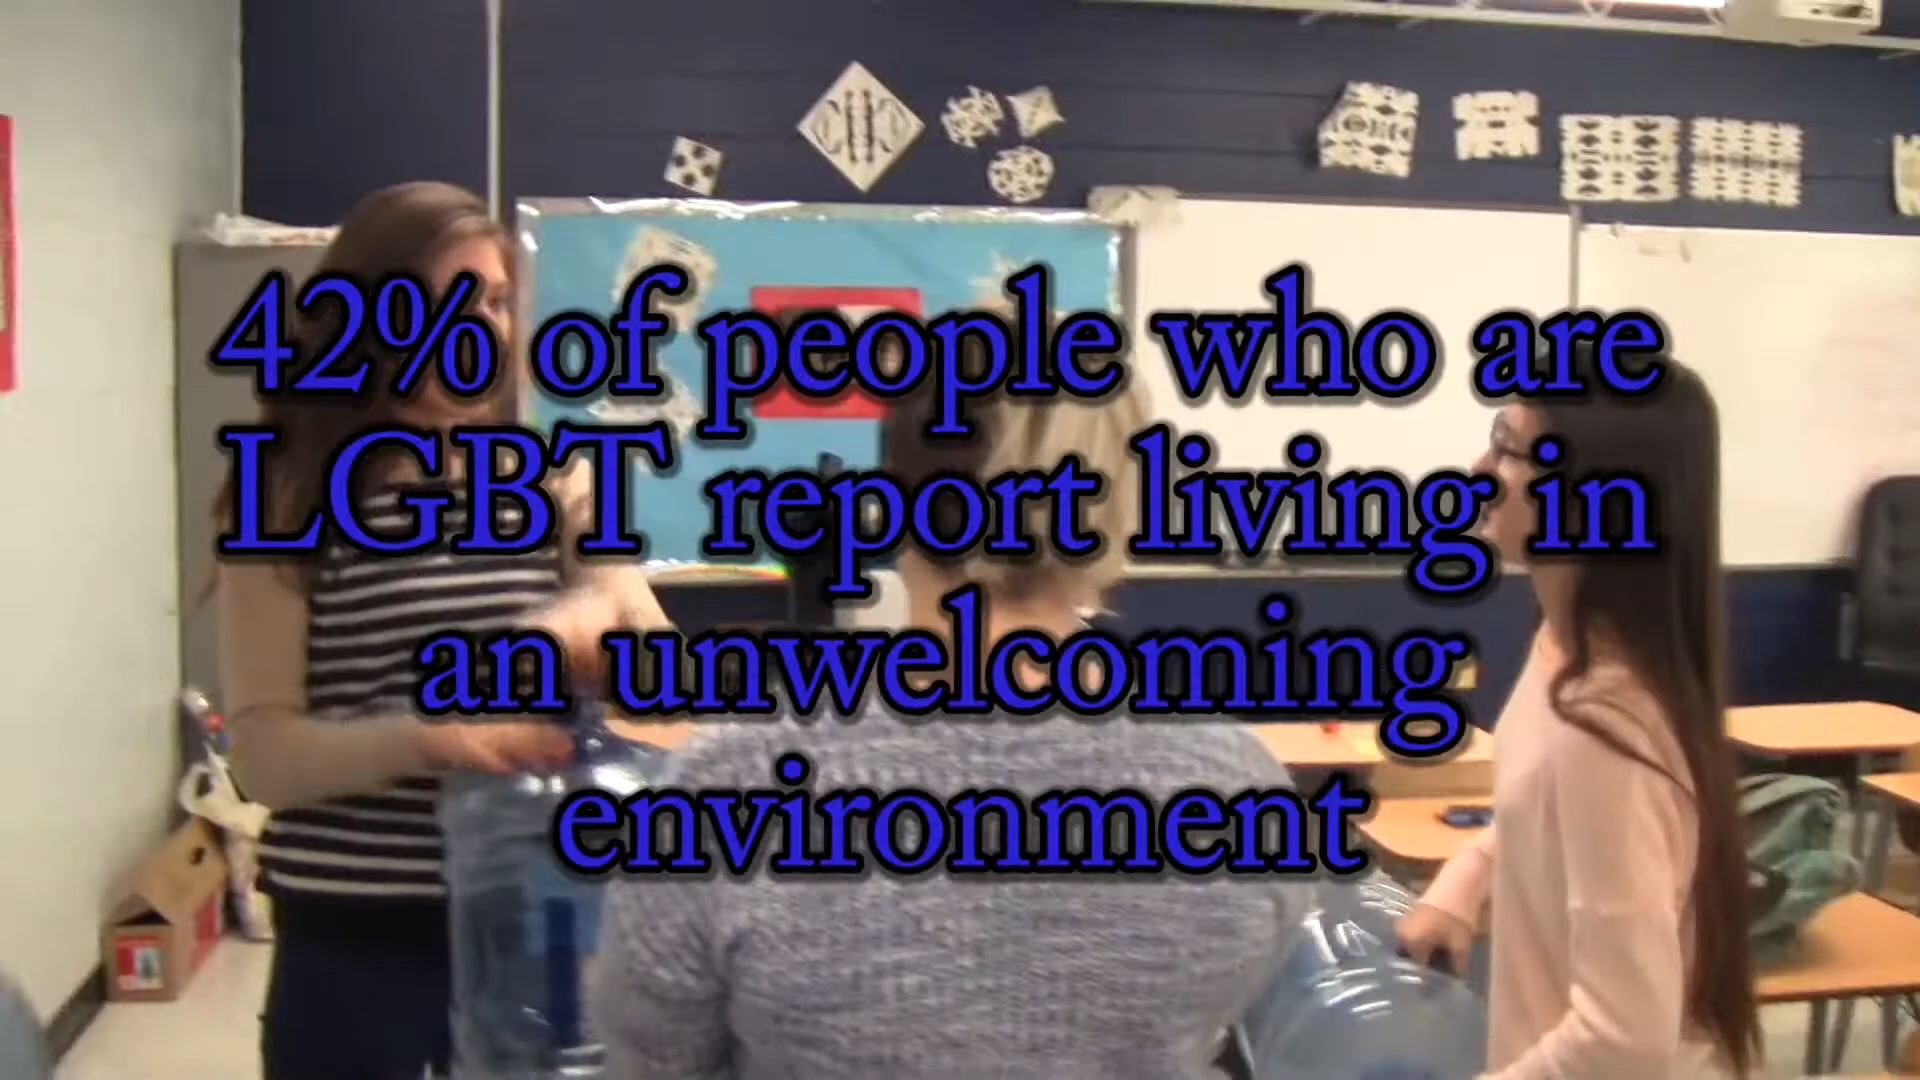 42% of people who are
LGBT report living in
an unwelcoming
environment